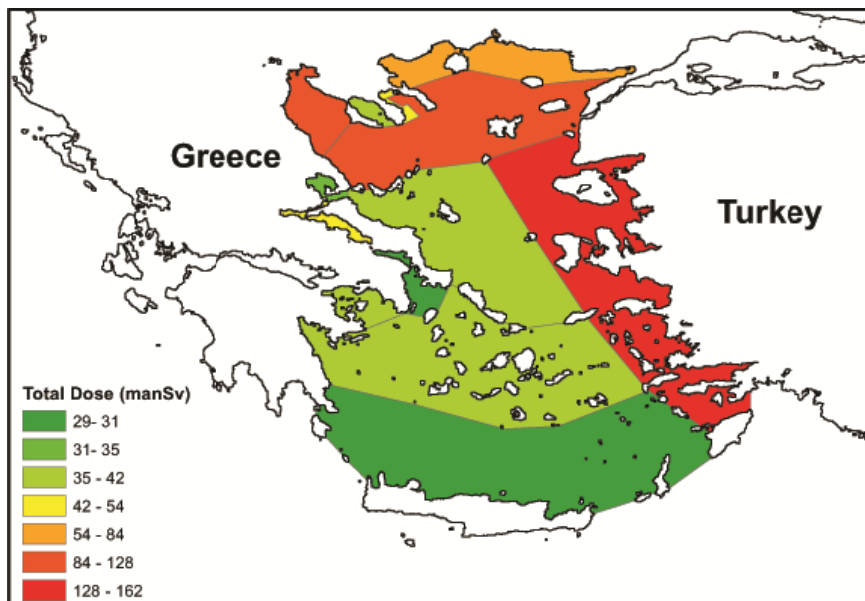 Greece
Turkey
Total Dose (manSv)
29- 31
31- 35
35 - 42
42 - 54
54 - 84
84 - 128
128 - 162